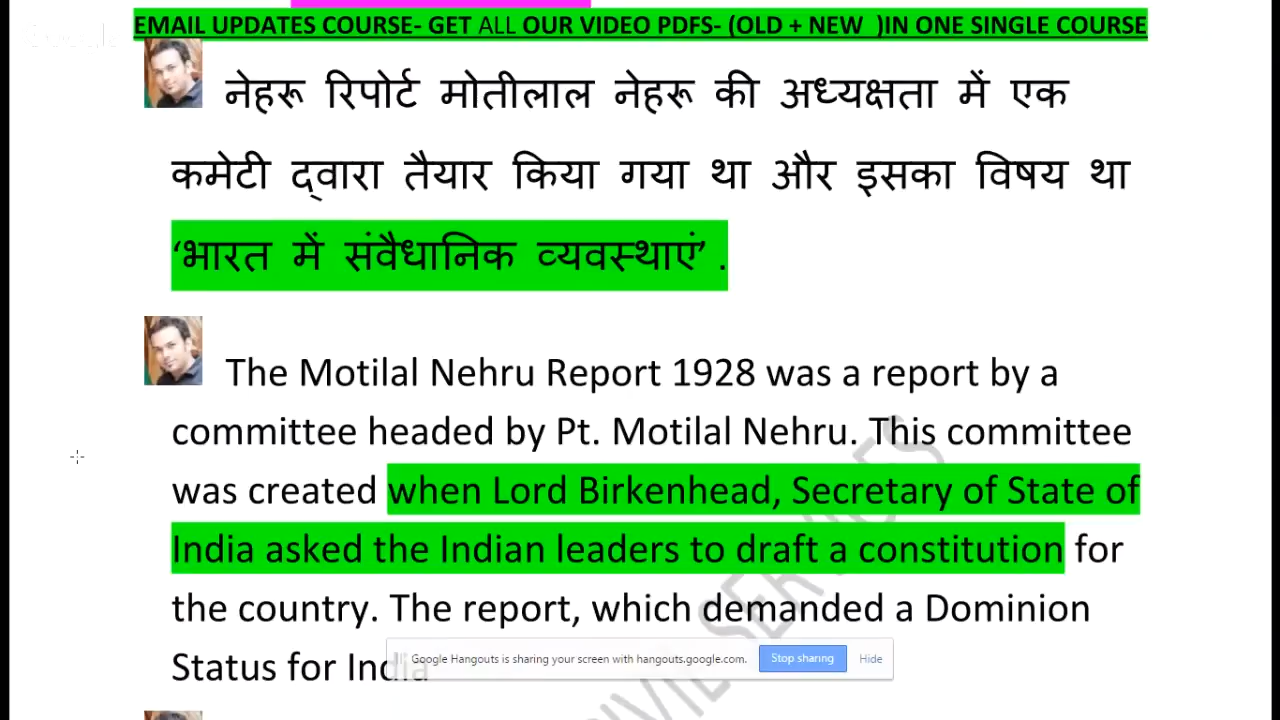 EMAIL UPDATES COURSE- GET ALL OUR VIDEO PDFS- (OLD + NEW )IN ONE SINGLE COURSE
नेहरू रिपोर्ट मोतीलाल नेहरू की अध्यक्षता में एक
कमेटी द्वारा तैयार किया गया था और इसका विषय था
‘भारत में संवैधानिक व्यवस्थाएं’ .
The Motilal Nehru Report 1928 was a report by a
committee headed by Pt. Motilal Nehru. This committee
was created when Lord Birkenhead, Secretary of State of
India asked the Indian leaders to draft a constitution for
the country. The report, which demanded a Dominion
Status for India
Google Hangouts is sharing your screen with hangouts.google.com. Stop sharing Hide
CIVIL SERVICES